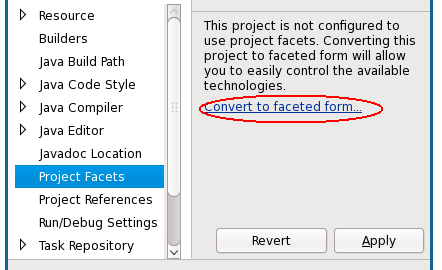 Resource
Builders
Java Build Path
Java Code Style
Java Compiler
Java Editor
Javadoc Location
Project Facets
Project References
Run/Debug Settings
Task Repository
This project is not configured to
use project facets. Converting this
project to faceted form will allow
you to easily control the available
technologies.
Convert to faceted form...
Revert
Apply